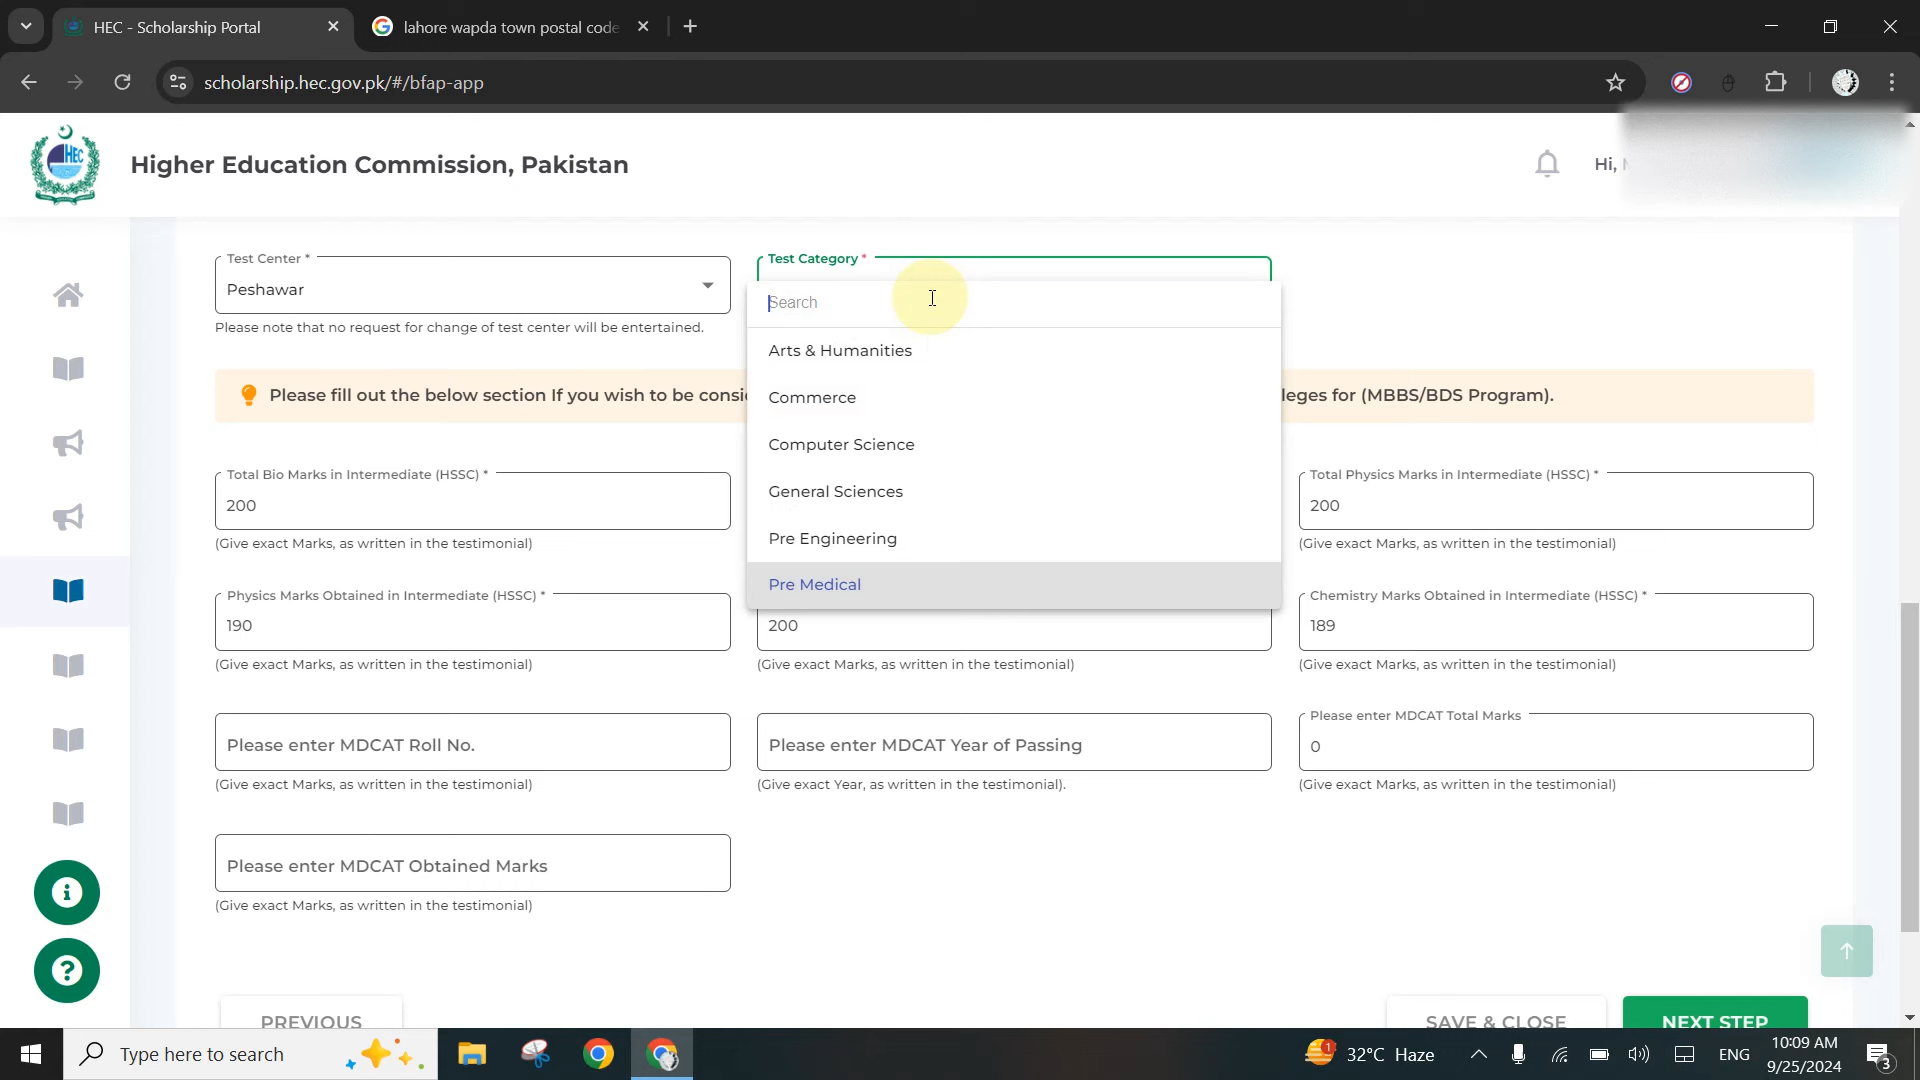 HEC - Scholarship Portal
lahore wapda town postal code
scholarship.hec.gov.pk/#/bfap-app
HEC
Higher Education Commission, Pakistan
Hi,
Test Center *
Peshawar
Please note that no request for change of test center will be entertained.
Test Category *
Search
Arts & Humanities
Commerce
Computer Science
General Sciences
Pre Engineering
Pre Medical
Please fill out the below section If you wish to be consi
leges for (MBBS/BDS Program).
Total Bio Marks in Intermediate (HSSC) *
200
(Give exact Marks, as written in the testimonial)
Total Physics Marks in Intermediate (HSSC) *
200
(Give exact Marks, as written in the testimonial)
Physics Marks Obtained in Intermediate (HSSC) *
190
(Give exact Marks, as written in the testimonial)
200
(Give exact Marks, as written in the testimonial)
Chemistry Marks Obtained in Intermediate (HSSC) *
189
(Give exact Marks, as written in the testimonial)
Please enter MDCAT Roll No.
(Give exact Marks, as written in the testimonial)
Please enter MDCAT Year of Passing
(Give exact Year, as written in the testimonial).
Please enter MDCAT Total Marks
0
(Give exact Marks, as written in the testimonial)
Please enter MDCAT Obtained Marks
(Give exact Marks, as written in the testimonial)
PREVIOUS
SAVE & CLOSE
NEXT STEP
Type here to search
1
32°C Haze
ENG
10:09 AM
9/25/2024
3